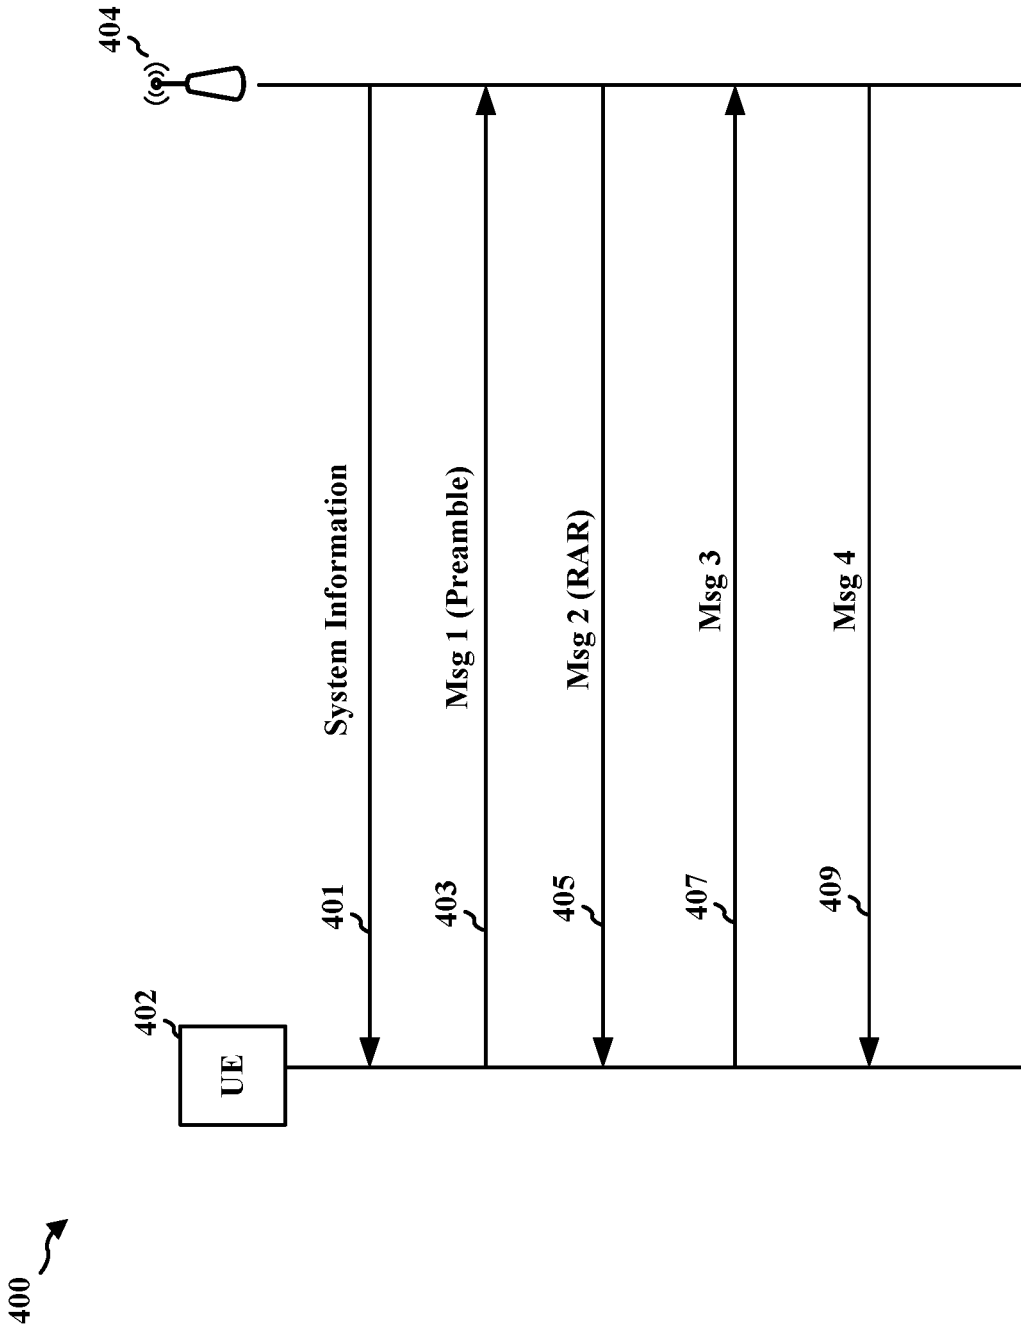 400
402
UE
404
System Information
401
Msg 1 (Preamble)
403
Msg 2 (RAR)
405
Msg 3
407
Msg 4
409